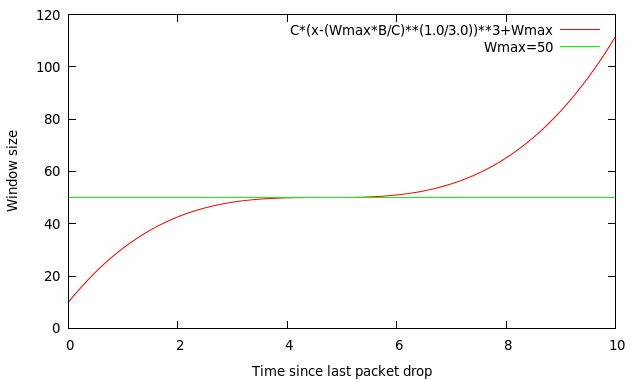 120
100
80
60
40
20
0
Window size
C*(x-(Wmax*B/C)**(1.0/3.0))**3+Wmax
Wmax=50
0 2 4 6 8 10
Time since last packet drop